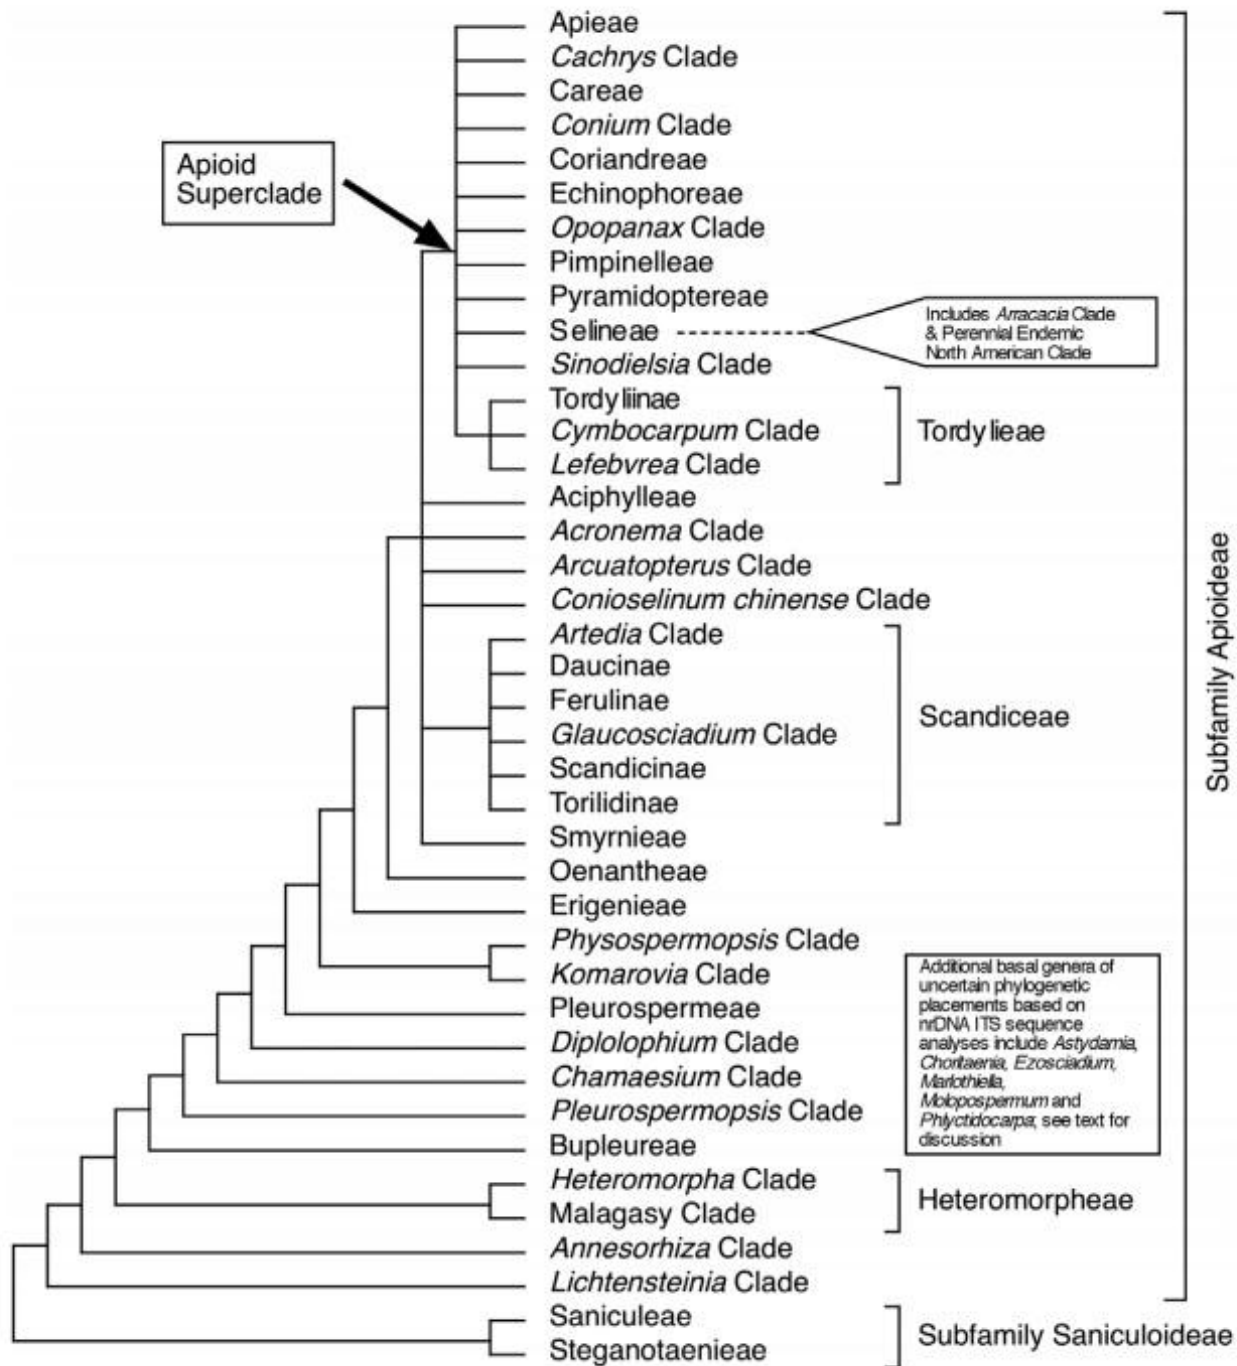 Apieae
Cachrys Clade
Careae
Conium Clade
Apioid
Superclade
Coriandreae
Echinophoreae
Opopanax Clade
Pimpinelleae
Pyramidoptereae
Selineae
Includes Arracacia Clade
& Perennial Endemic
North American Clade
Sinodielsia Clade
Tordyliinae
Cymbocarpum Clade
Lefebvrea Clade
Tordylieae
Aciphylleae
Acronema Clade
Arcuatopterus Clade
Conioselinum chinense Clade
Artedia Clade
Daucinae
Ferulinae
Glaucosciadium Clade
Scandicinae
Torilidinae
Scandiceae
Smyrnieae
Oenantheae
Erigenieae
Physospermopsis Clade
Komarovia Clade
Pleurospermeae
Diplolophium Clade
Chamaesium Clade
Pleurospermopsis Clade
Bupleureae
Additional basal genera of
uncertain phylogenetic
placements based on
nrDNA ITS sequence
analyses include Astydamia,
Choritaenia, Ezosciadium,
Marlothiella,
Molopospermum and
Phlyctidocarpa; see text for
discussion
Heteromorpha Clade
Malagasy Clade
Heteromorpheae
Annesorhiza Clade
Lichtensteinia Clade
Subfamily Apioideae
Saniculeae
Steganotaenieae
Subfamily Saniculoideae